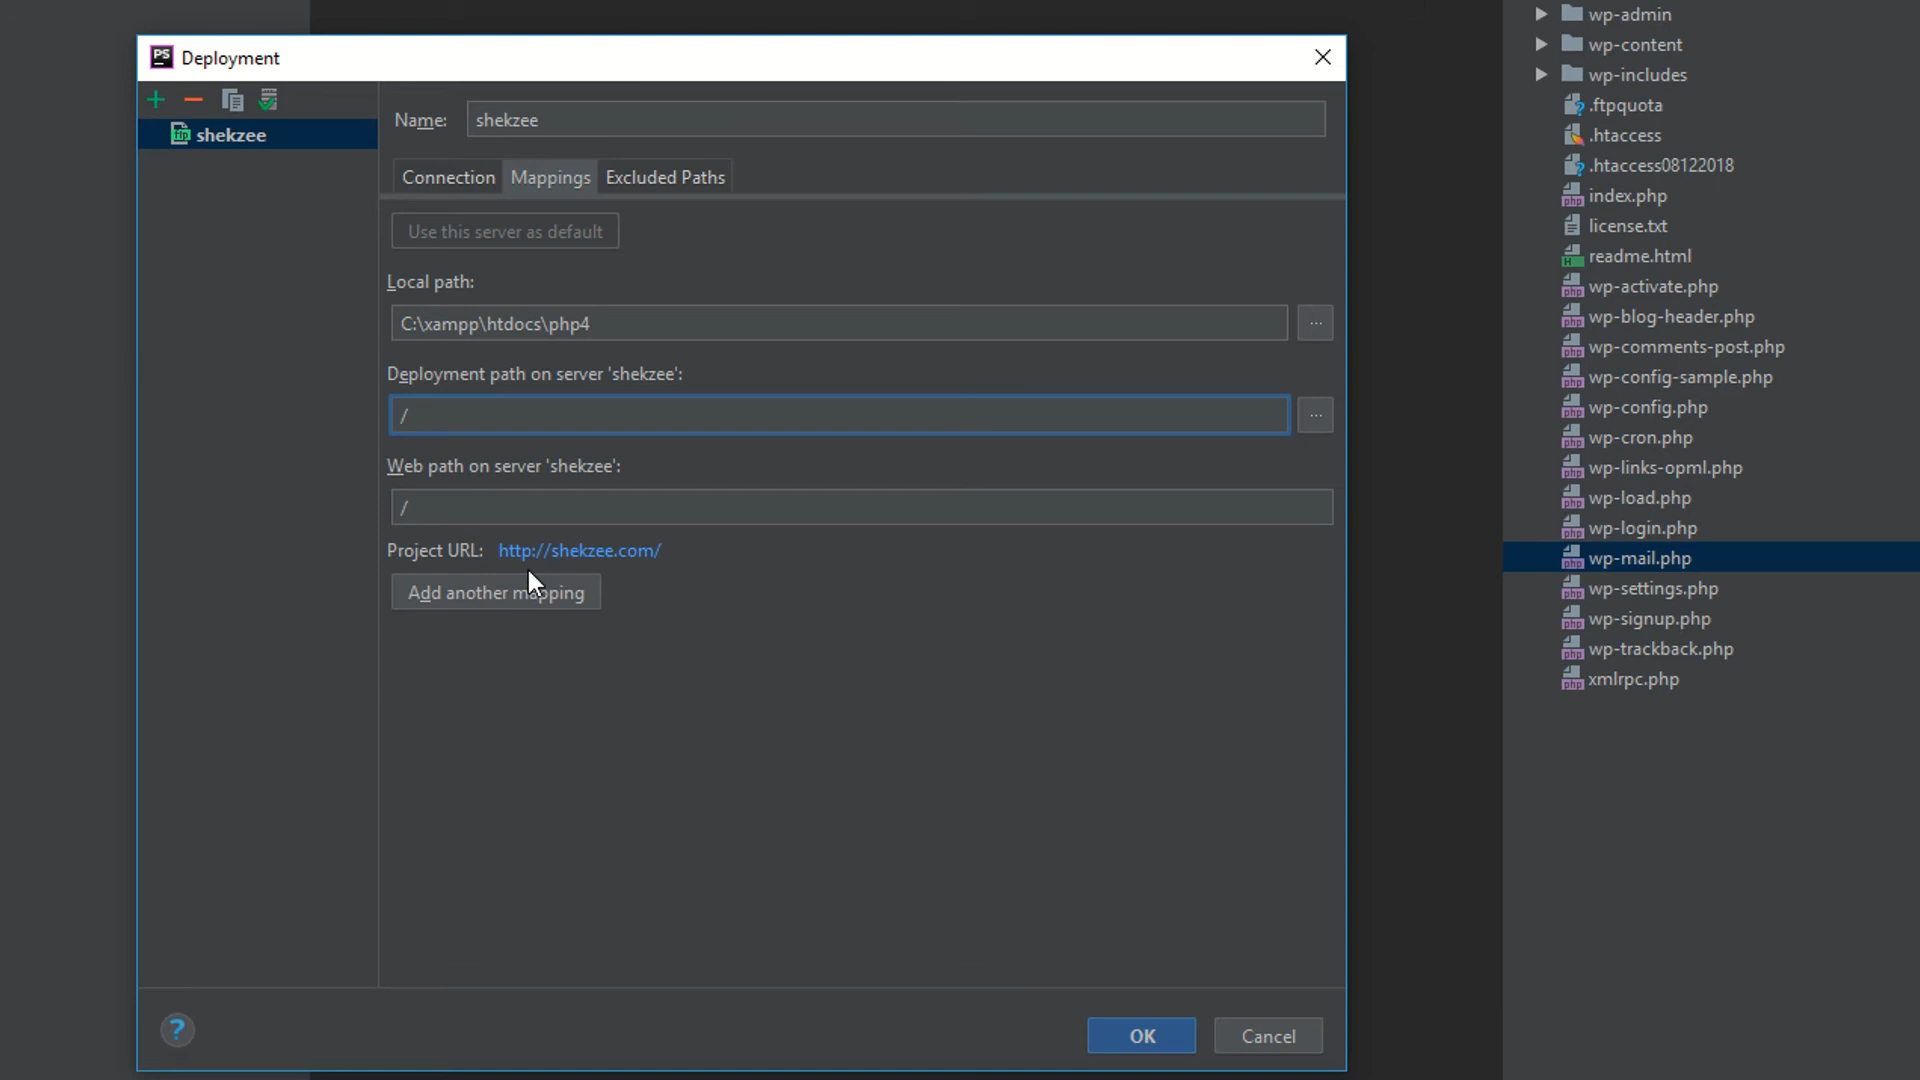 PS Deployment
shekzee
Name: shekzee
Connection Mappings Excluded Paths
Use this server as default
Local path:
C:\xampp\htdocs\php4
...
Deployment path on server 'shekzee':
/
...
Web path on server 'shekzee':
/
Project URL: http://shekzee.com/
Add another mapping
?
OK Cancel
wp-admin
wp-content
wp-includes
.ftpquota
.htaccess
.htaccess08122018
index.php
license.txt
readme.html
wp-activate.php
wp-blog-header.php
wp-comments-post.php
wp-config-sample.php
wp-config.php
wp-cron.php
wp-links-opml.php
wp-load.php
wp-login.php
wp-mail.php
wp-settings.php
wp-signup.php
wp-trackback.php
xmlrpc.php